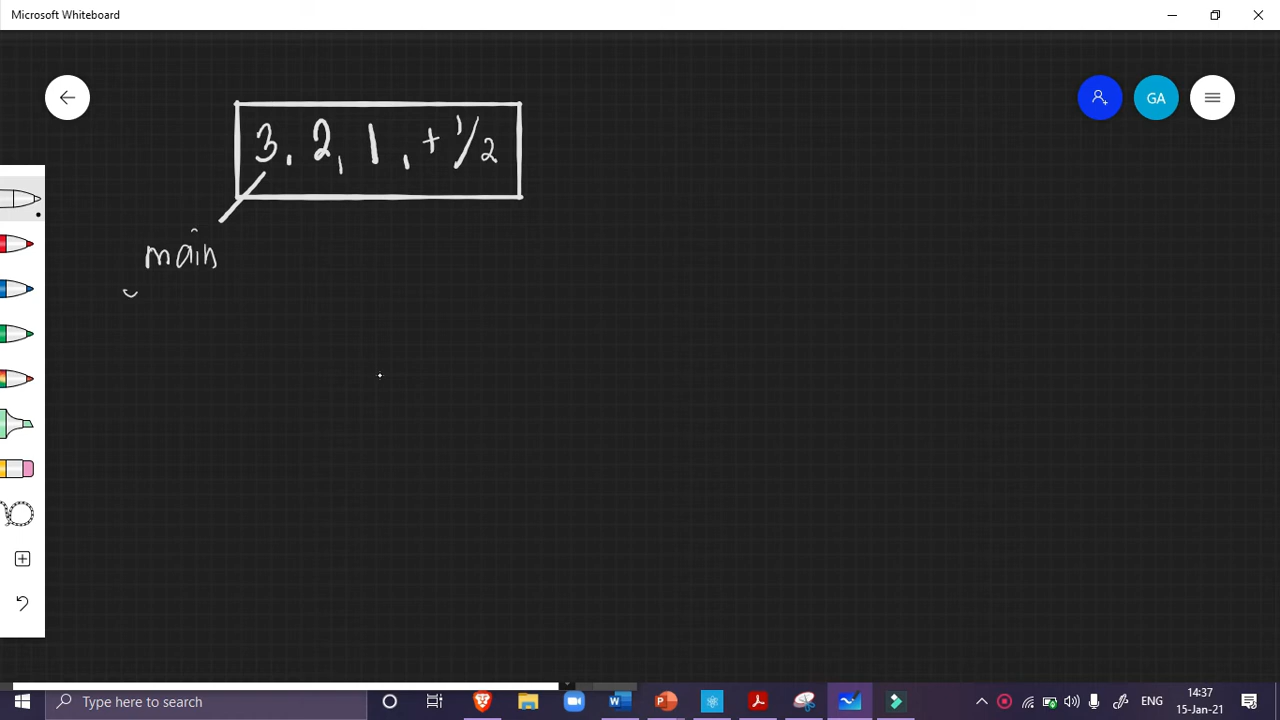 Microsoft Whiteboard
GA
3, 2, 1, +1/2
main
Type here to search
ENG
14:37
15-Jan-21